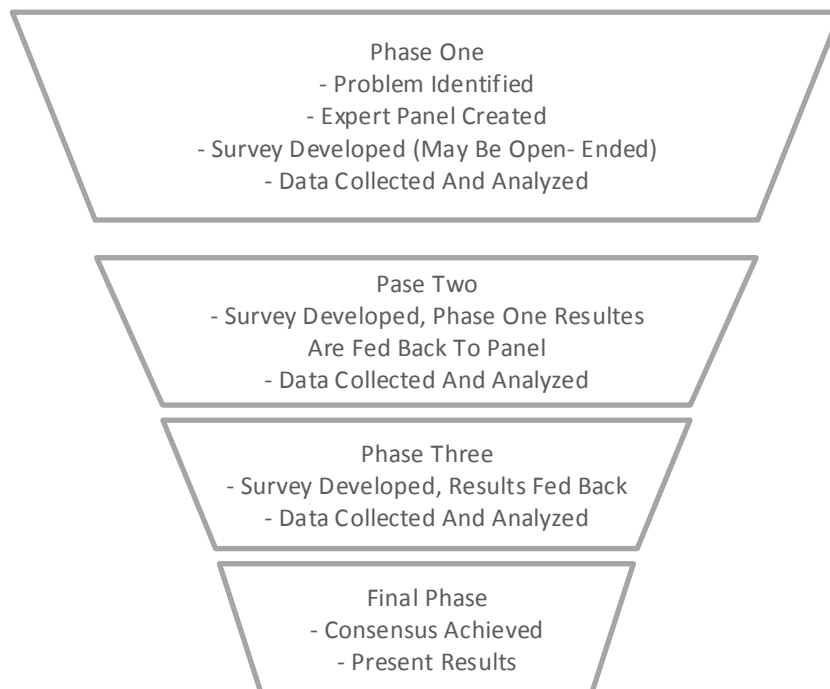 Phase One
- Problem Identified
- Expert Panel Created
- Survey Developed (May Be Open- Ended)
- Data Collected And Analyzed
Pase Two
- Survey Developed, Phase One Resultes
Are Fed Back To Panel
- Data Collected And Analyzed
Phase Three
- Survey Developed, Results Fed Back
- Data Collected And Analyzed
Final Phase
- Consensus Achieved
- Present Results